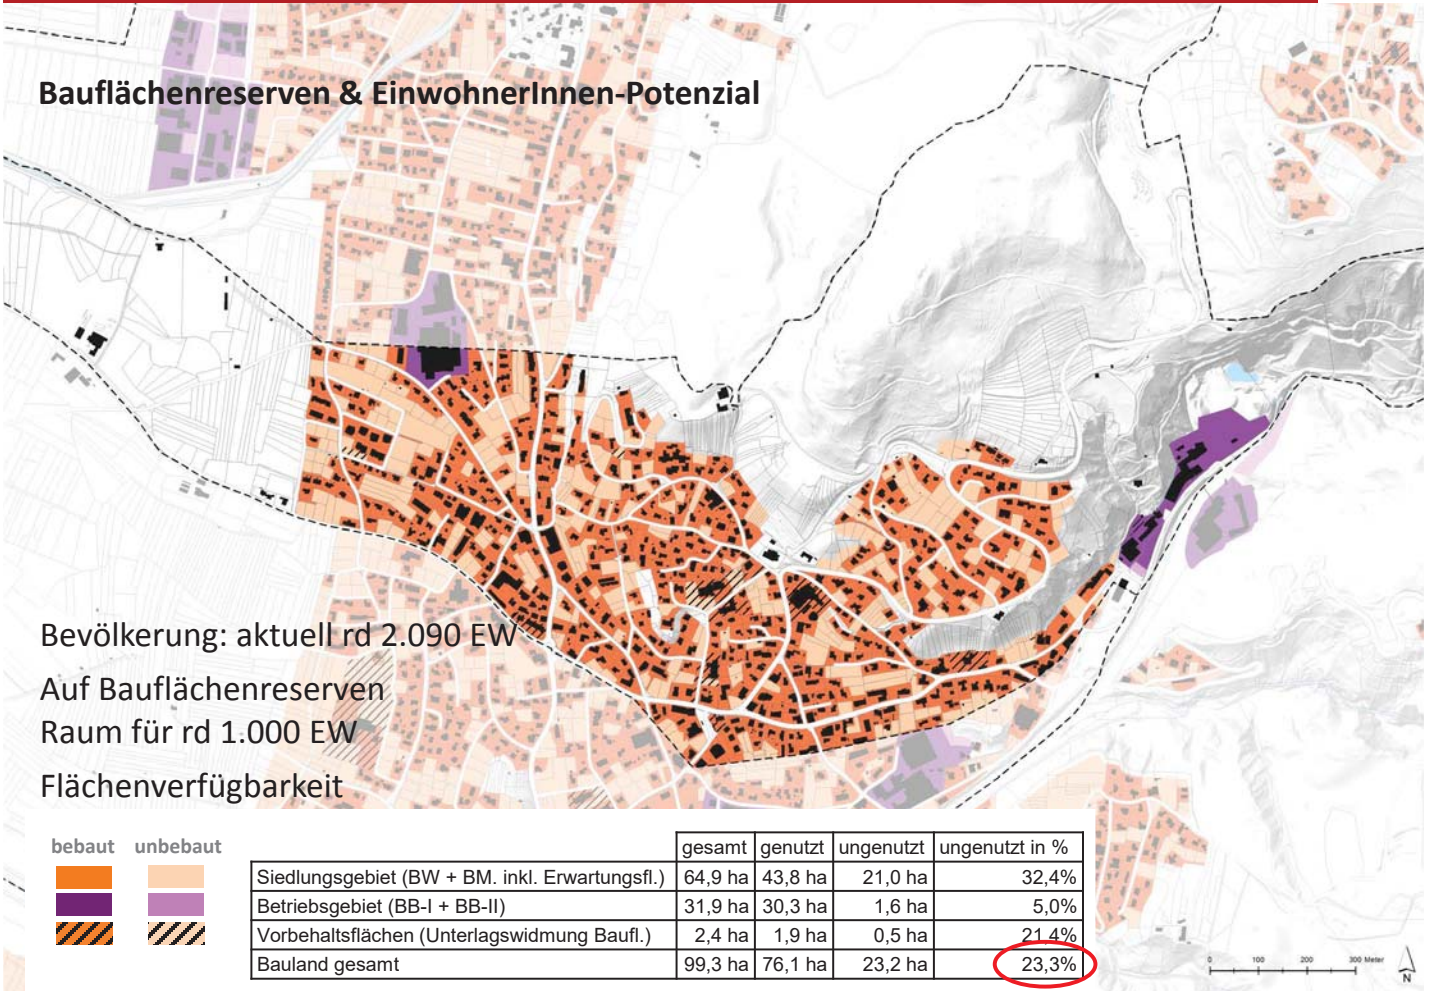 Bauflächenreserven & EinwohnerInnen-Potenzial
Bevölkerung: aktuell rd 2.090 EW
Auf Bauflächenreserven
Raum für rd 1.000 EW
Flächenverfügbarkeit
bebaut unbebaut
gesamt genutzt ungenutzt ungenutzt in %
Siedlungsgebiet (BW + BM. inkl. Erwartungsfl.) 64,9 ha 43,8 ha 21,0 ha 32,4%
Betriebsgebiet (BB-I + BB-II) 31,9 ha 30,3 ha 1,6 ha 5,0%
Vorbehaltsflächen (Unterlagswidmung Baufl.) 2,4 ha 1,9 ha 0,5 ha 21,4%
Bauland gesamt 99,3 ha 76,1 ha 23,2 ha 23,3%
0 100 200 300 Meter
N